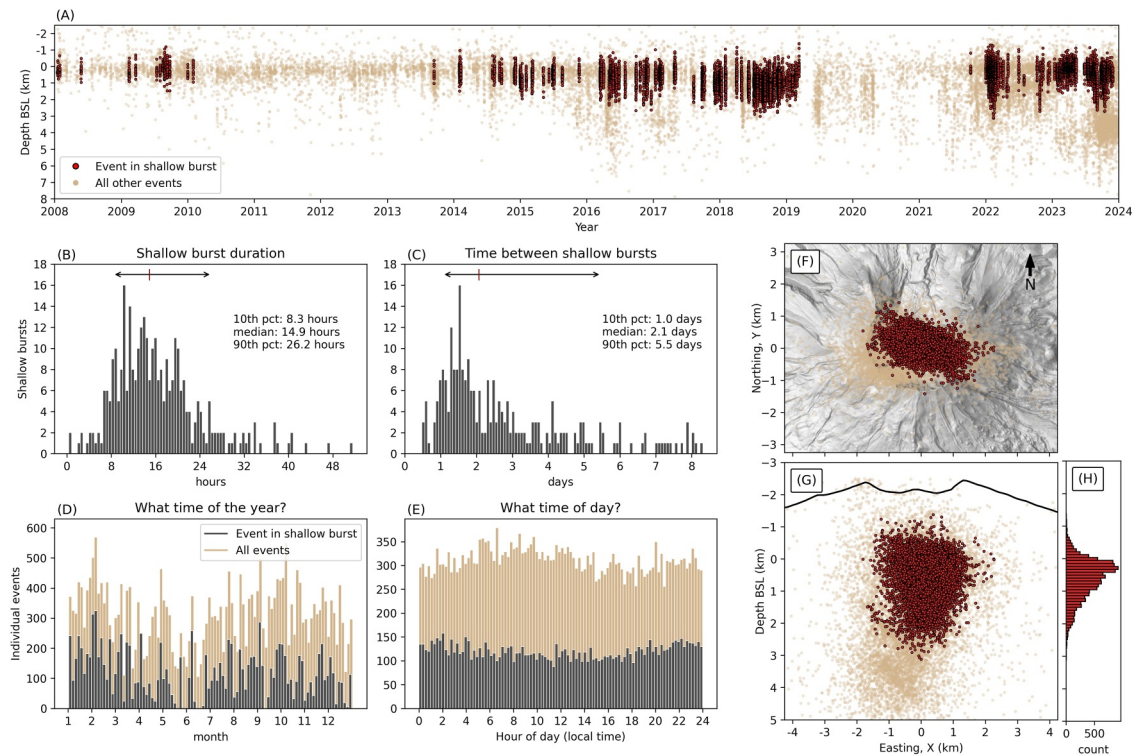 (A)
-2
-1
0
1
2
3
4
5
6
7
8
Depth BSL (km)
Event in shallow burst
All other events
2008 2009 2010 2011 2012 2013 2014 2015 2016 2017 2018 2019 2020 2021 2022 2023 2024
Year
(B) Shallow burst duration
18
16
14
12
10
8
6
4
2
0
Shallow bursts
10th pct: 8.3 hours
median: 14.9 hours
90th pct: 26.2 hours
0 8 16 24 32 40 48
hours
(C) Time between shallow bursts
18
16
14
12
10
8
6
4
2
0
10th pct: 1.0 days
median: 2.1 days
90th pct: 5.5 days
0 1 2 3 4 5 6 7 8
days
(D) What time of the year?
600
500
400
300
200
100
0
Individual events
Event in shallow burst
All events
1 2 3 4 5 6 7 8 9 10 11 12
month
(E) What time of day?
350
300
250
200
150
100
50
0
0 2 4 6 8 10 12 14 16 18 20 22 24
Hour of day (local time)
(F)
N
3
2
1
0
-1
-2
-3
Northing, Y (km)
(G)
-3
-2
-1
0
1
2
3
4
5
Depth BSL (km)
-4 -3 -2 -1 0 1 2 3 4
Easting, X (km)
(H)
0 500
count